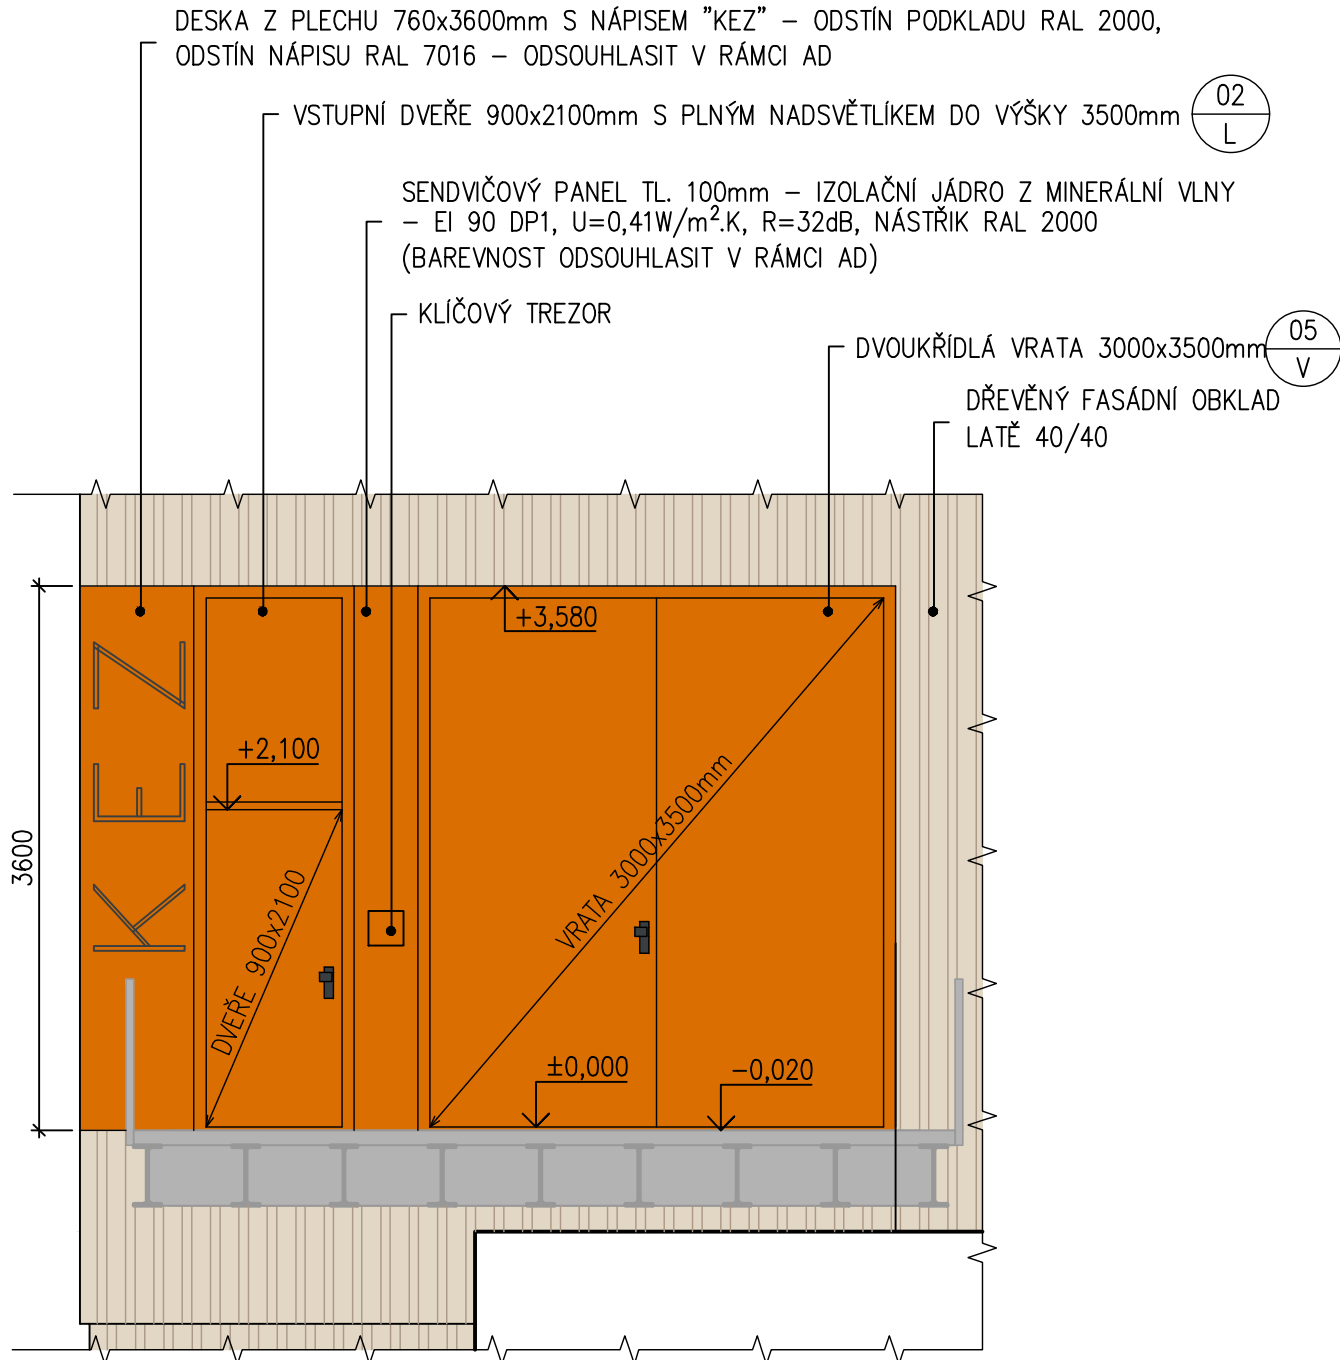 DESKA Z PLECHU 760x3600mm S NÁPISEM "KEZ" – ODSTÍN PODKLADU RAL 2000,
ODSTÍN NÁPISU RAL 7016 – ODSOUHLASIT V RÁMCI AD
VSTUPNÍ DVEŘE 900x2100mm S PLNÝM NADSVĚTLÍKEM DO VÝŠKY 3500mm
02
L
SENDVIČOVÝ PANEL TL. 100mm – IZOLAČNÍ JÁDRO Z MINERÁLNÍ VLNY
– EI 90 DP1, U=0,41W/m².K, R=32dB, NÁSTŘIK RAL 2000
(BAREVNOST ODSOUHLASIT V RÁMCI AD)
KLÍČOVÝ TREZOR
DVOUKŘÍDLÁ VRATA 3000x3500mm
05
V
DŘEVĚNÝ FASÁDNÍ OBKLAD
LATĚ 40/40
+3,580
KEZ
+2,100
3600
DVEŘE 900x2100
VRATA 3000x3500mm
±0,000
-0,020